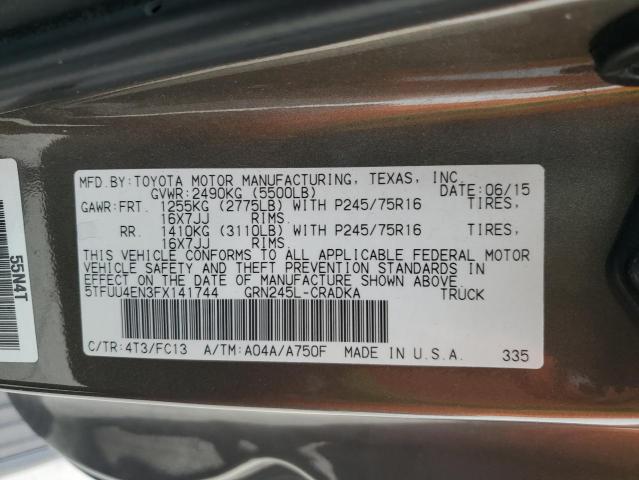 MFD.BY:TOYOTA MOTOR MANUFACTURING, TEXAS, INC.
GVWR:2490KG (5500LB) DATE:06/15
GAWR:FRT. 1255KG (2775LB) WITH P245/75R16 TIRES,
16X7JJ RIMS.
RR. 1410KG (3110LB) WITH P245/75R16 TIRES,
16X7JJ RIMS.
THIS VEHICLE CONFORMS TO ALL APPLICABLE FEDERAL MOTOR
VEHICLE SAFETY AND THEFT PREVENTION STANDARDS IN
EFFECT ON THE DATE OF MANUFACTURE SHOWN ABOVE.
5TFUU4EN3FX141744 GRN245L-CRADKA TRUCK
C/TR:4T3/FC13 A/TM:A04A/A750F MADE IN U.S.A. 335
55N4T